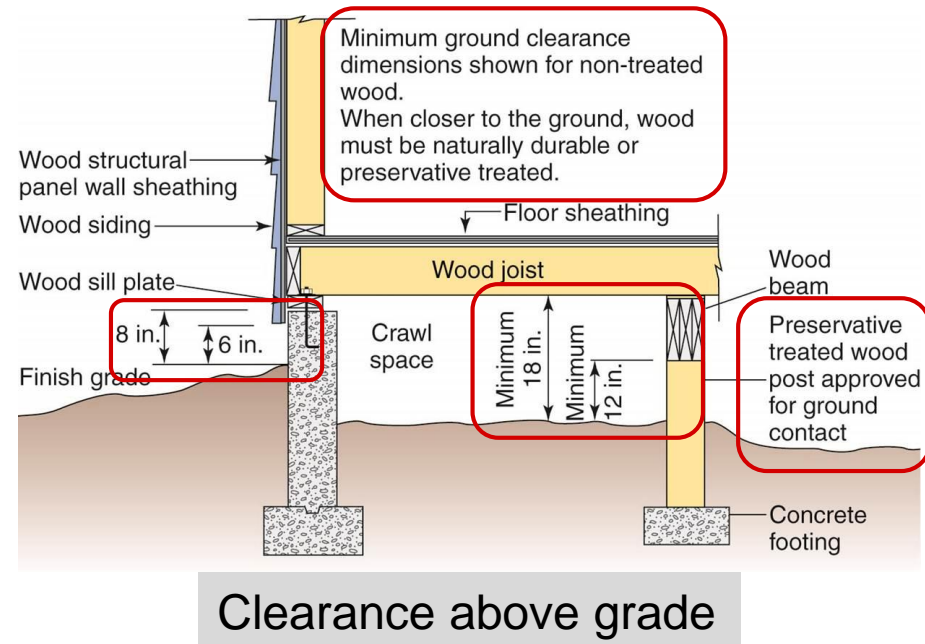 Minimum ground clearance
dimensions shown for non-treated
wood.
When closer to the ground, wood
must be naturally durable or
preservative treated.
Wood structural
panel wall sheathing
Wood siding
Floor sheathing
Wood joist
Wood
beam
Wood sill plate
8 in.
6 in.
Crawl
space
Minimum
18 in.
Minimum
12 in.
Preservative
treated wood
post approved
for ground
contact
Finish grade
Concrete
footing
Clearance above grade